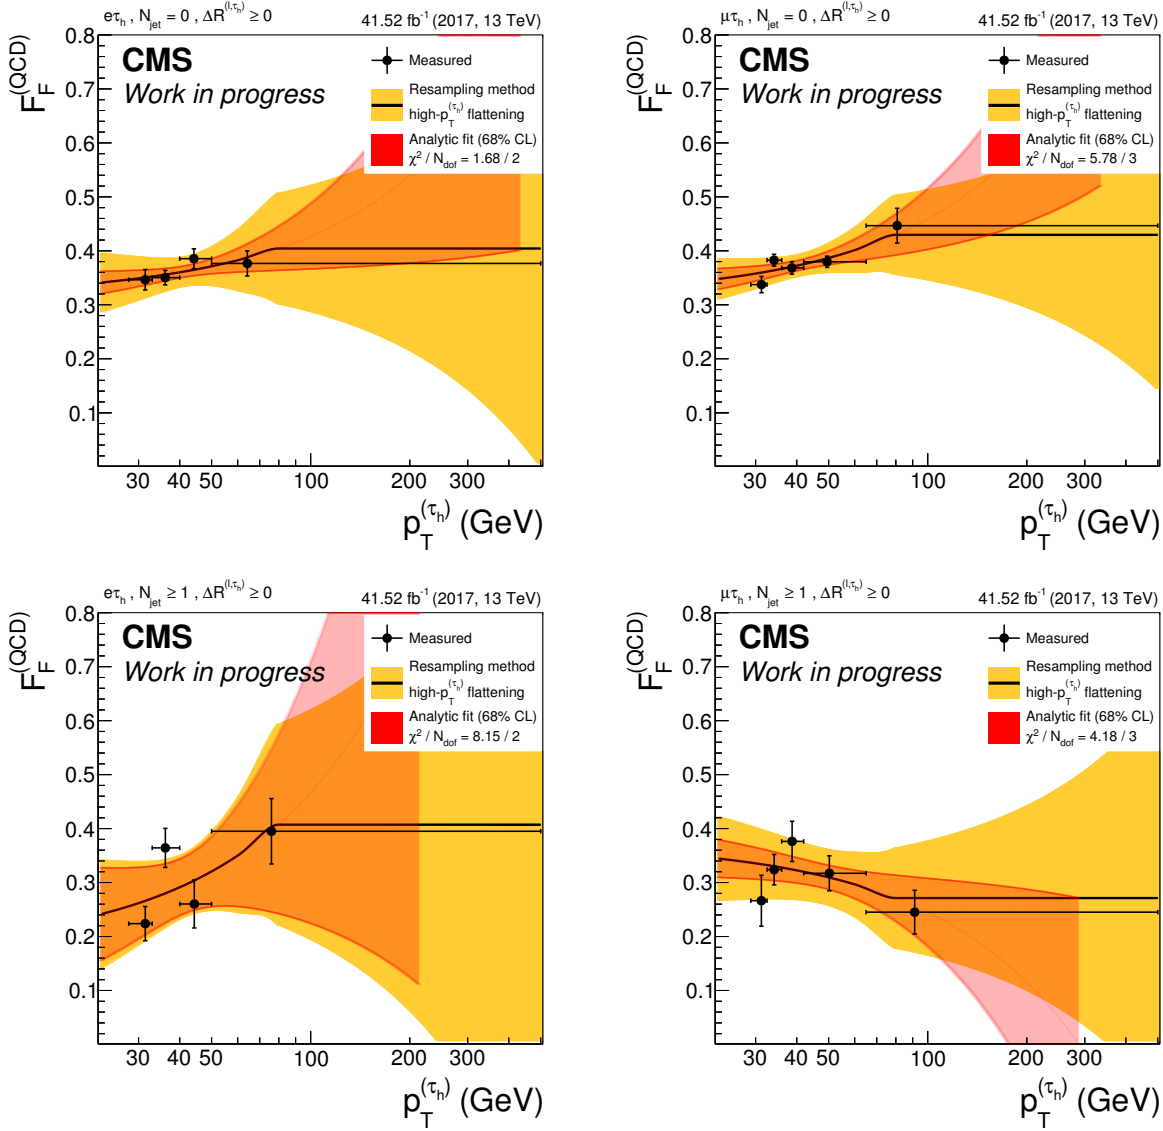 eτh , Njet = 0 , ΔR(l,τh) ≥ 0
41.52 fb-1 (2017, 13 TeV)
CMS
Work in progress
Measured
Resampling method
high-pT(τh) flattening
Analytic fit (68% CL)
χ2 / Ndof = 1.68 / 2
FF(QCD)
0.8
0.7
0.6
0.5
0.4
0.3
0.2
0.1
30 40 50 100 200 300
pT(τh) (GeV)
μτh , Njet = 0 , ΔR(l,τh) ≥ 0
41.52 fb-1 (2017, 13 TeV)
CMS
Work in progress
Measured
Resampling method
high-pT(τh) flattening
Analytic fit (68% CL)
χ2 / Ndof = 5.78 / 3
FF(QCD)
0.8
0.7
0.6
0.5
0.4
0.3
0.2
0.1
30 40 50 100 200 300
pT(τh) (GeV)
eτh , Njet ≥ 1 , ΔR(l,τh) ≥ 0
41.52 fb-1 (2017, 13 TeV)
CMS
Work in progress
Measured
Resampling method
high-pT(τh) flattening
Analytic fit (68% CL)
χ2 / Ndof = 8.15 / 2
FF(QCD)
0.8
0.7
0.6
0.5
0.4
0.3
0.2
0.1
30 40 50 100 200 300
pT(τh) (GeV)
μτh , Njet ≥ 1 , ΔR(l,τh) ≥ 0
41.52 fb-1 (2017, 13 TeV)
CMS
Work in progress
Measured
Resampling method
high-pT(τh) flattening
Analytic fit (68% CL)
χ2 / Ndof = 4.18 / 3
FF(QCD)
0.8
0.7
0.6
0.5
0.4
0.3
0.2
0.1
30 40 50 100 200 300
pT(τh) (GeV)